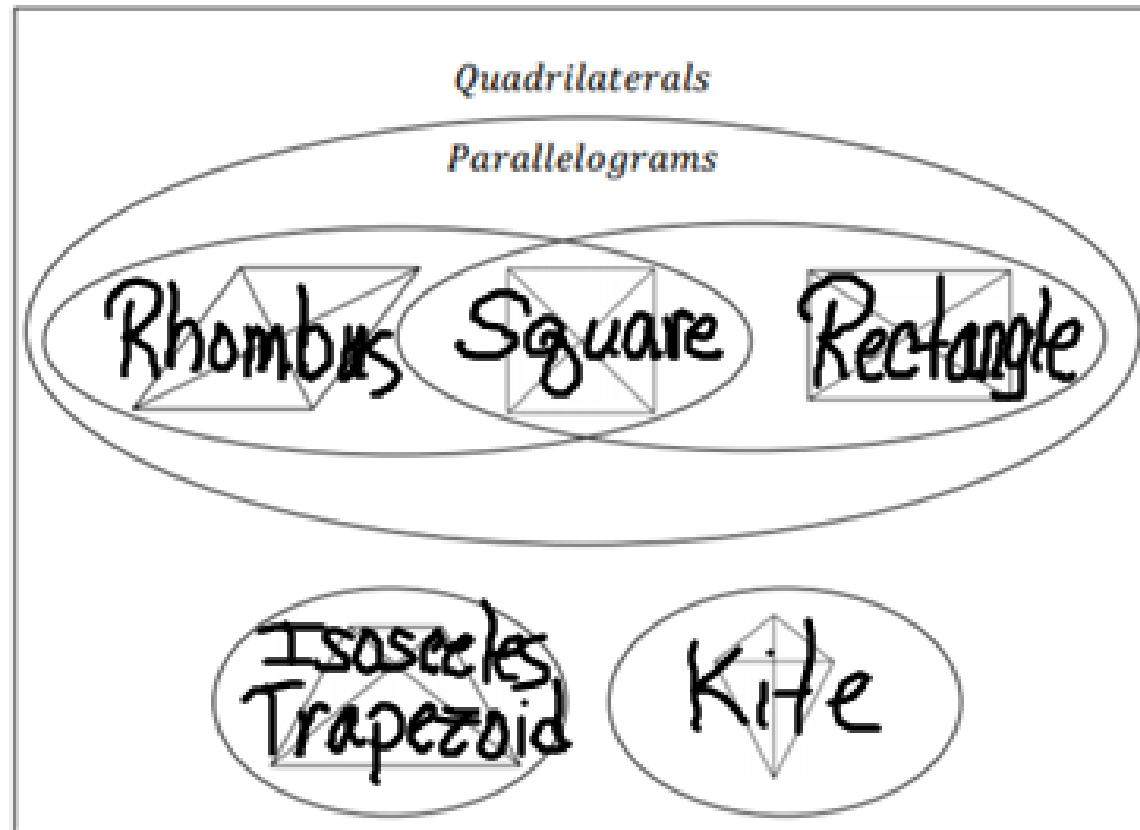 Quadrilaterals
Parallelograms
Rhombus Square Rectangle
Isosceles
Trapezoid
Kite